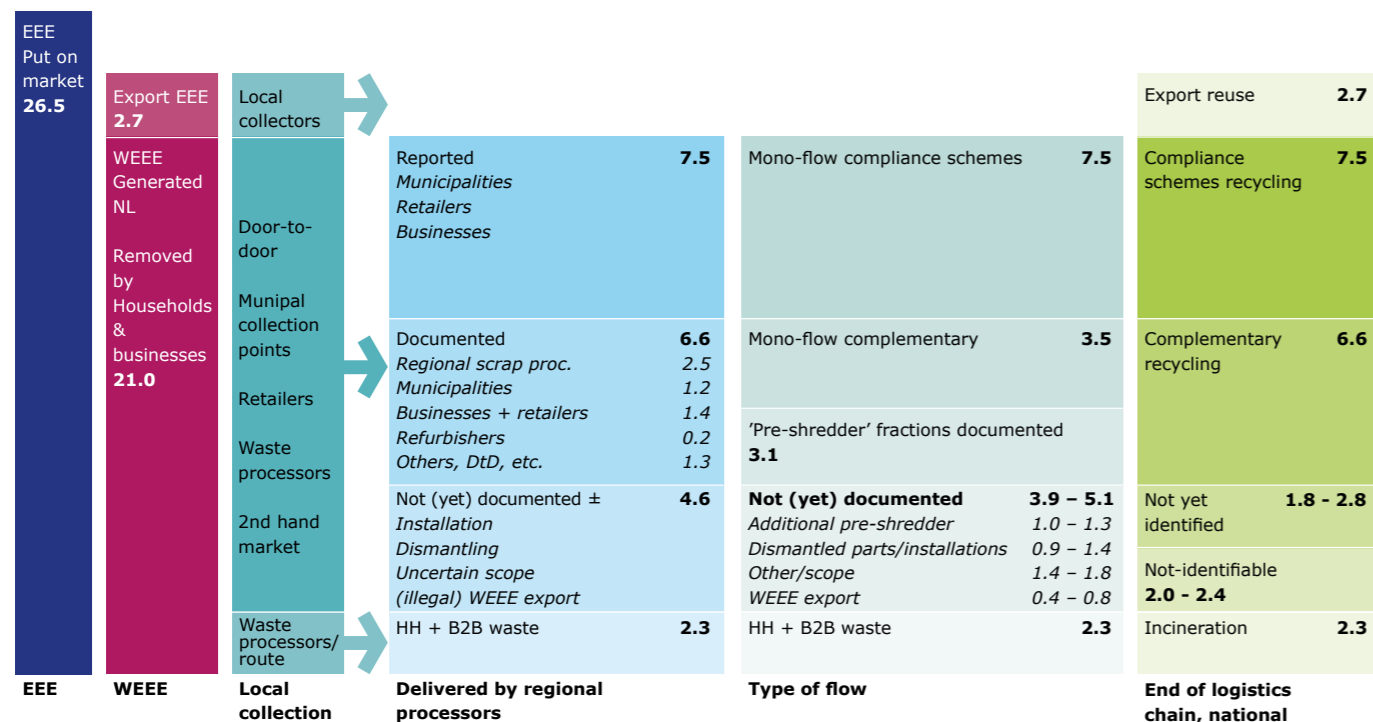 EEE
Put on
market
26.5
Export EEE
2.7
WEEE
Generated
NL
Removed
by
Households
&
businesses
21.0
Local
collectors
Door-to-
door
Munipal
collection
points
Retailers
Waste
processors
2nd hand
market
Waste
processors/
route
Reported 7.5
Municipalities
Retailers
Businesses
Documented 6.6
Regional scrap proc. 2.5
Municipalities 1.2
Businesses + retailers 1.4
Refurbishers 0.2
Others, DtD, etc. 1.3
Not (yet) documented ± 4.6
Installation
Dismantling
Uncertain scope
(illegal) WEEE export
HH + B2B waste 2.3
Mono-flow compliance schemes 7.5
Mono-flow complementary 3.5
'Pre-shredder' fractions documented
3.1
Not (yet) documented 3.9 – 5.1
Additional pre-shredder 1.0 – 1.3
Dismantled parts/installations 0.9 – 1.4
Other/scope 1.4 – 1.8
WEEE export 0.4 – 0.8
HH + B2B waste 2.3
Export reuse 2.7
Compliance 7.5
schemes recycling
Complementary 6.6
recycling
Not yet 1.8 - 2.8
identified
Not-identifiable
2.0 - 2.4
Incineration 2.3
EEE
WEEE
Local
collection
Delivered by regional
processors
Type of flow
End of logistics
chain, national